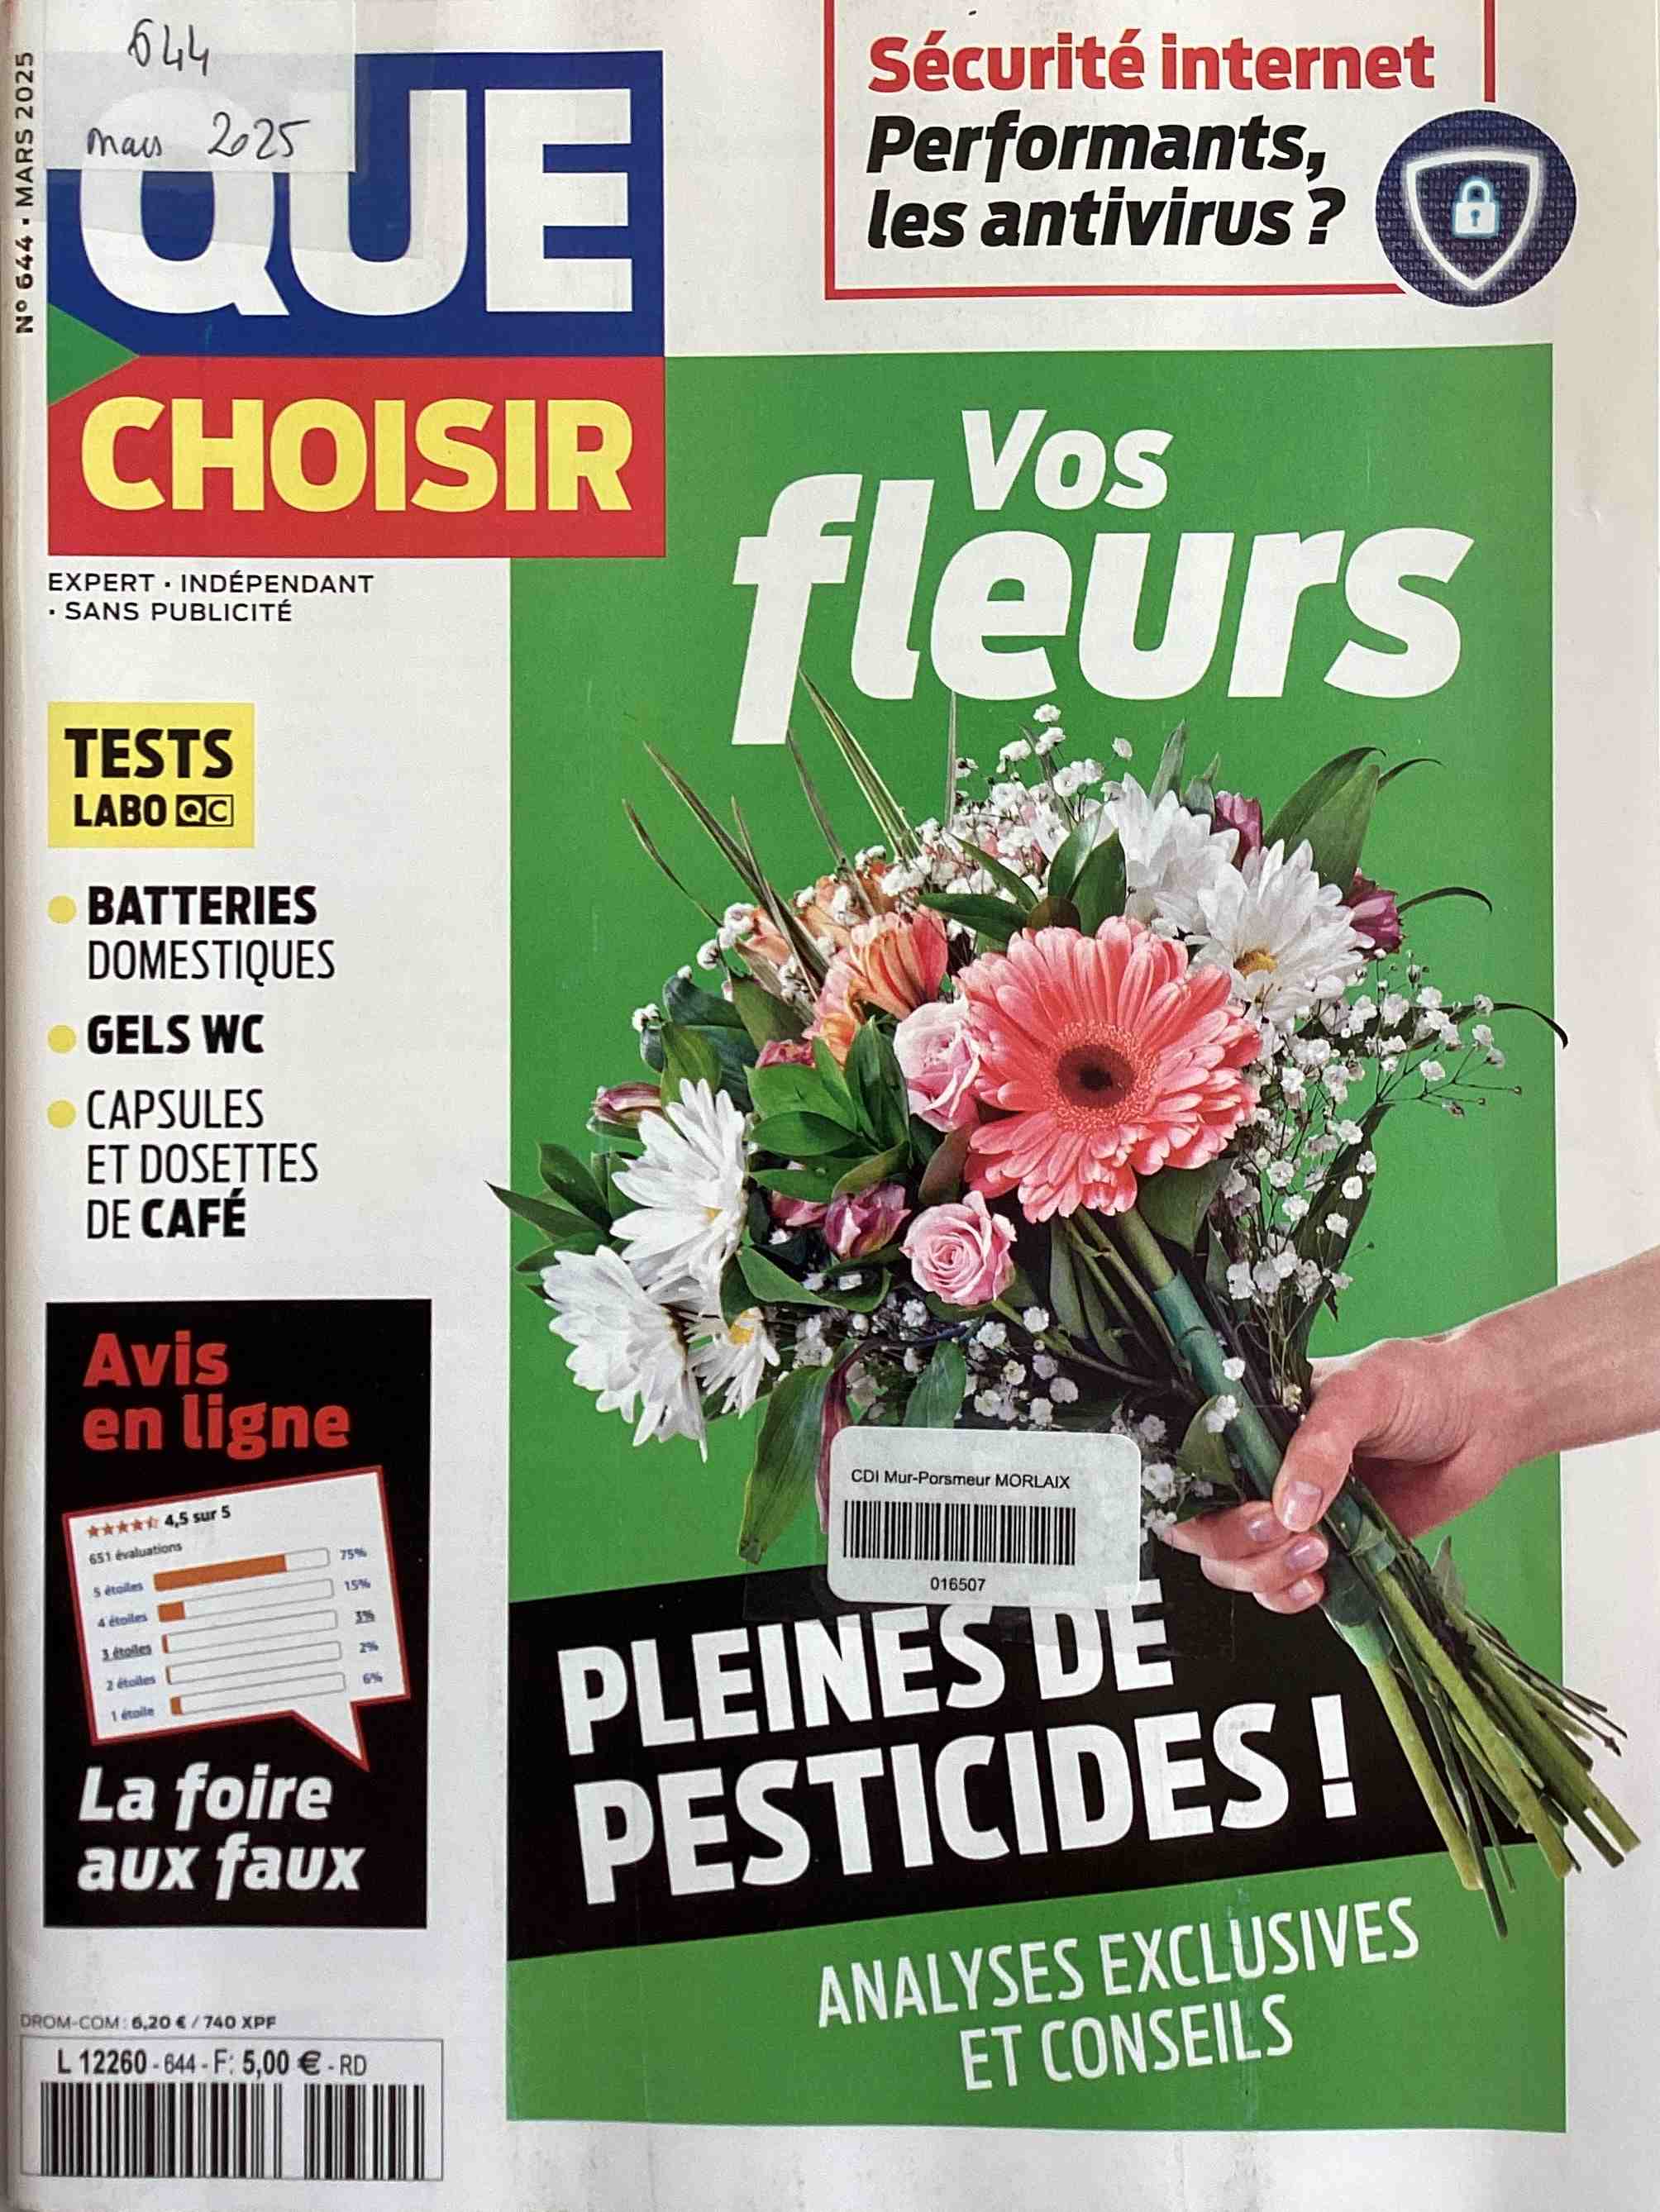 644
mars 2025
N° 644 · MARS 2025
QUE
CHOISIR
EXPERT · INDÉPENDANT
· SANS PUBLICITÉ
Sécurité internet
Performants,
les antivirus ?
Vos
fleurs
TESTS
LABO QC
BATTERIES
DOMESTIQUES
GELS WC
CAPSULES
ET DOSETTES
DE CAFÉ
Avis
en ligne
4,5 sur 5
651 évaluations
5 étoiles 75%
4 étoiles 15%
3 étoiles 3%
2 étoiles 2%
1 étoile 6%
La foire
aux faux
CDI Mur-Porsmeur MORLAIX
016507
PLEINES DE
PESTICIDES !
ANALYSES EXCLUSIVES
ET CONSEILS
DROM-COM : 6,20 € / 740 XPF
L 12260 - 644 - F: 5,00 € - RD